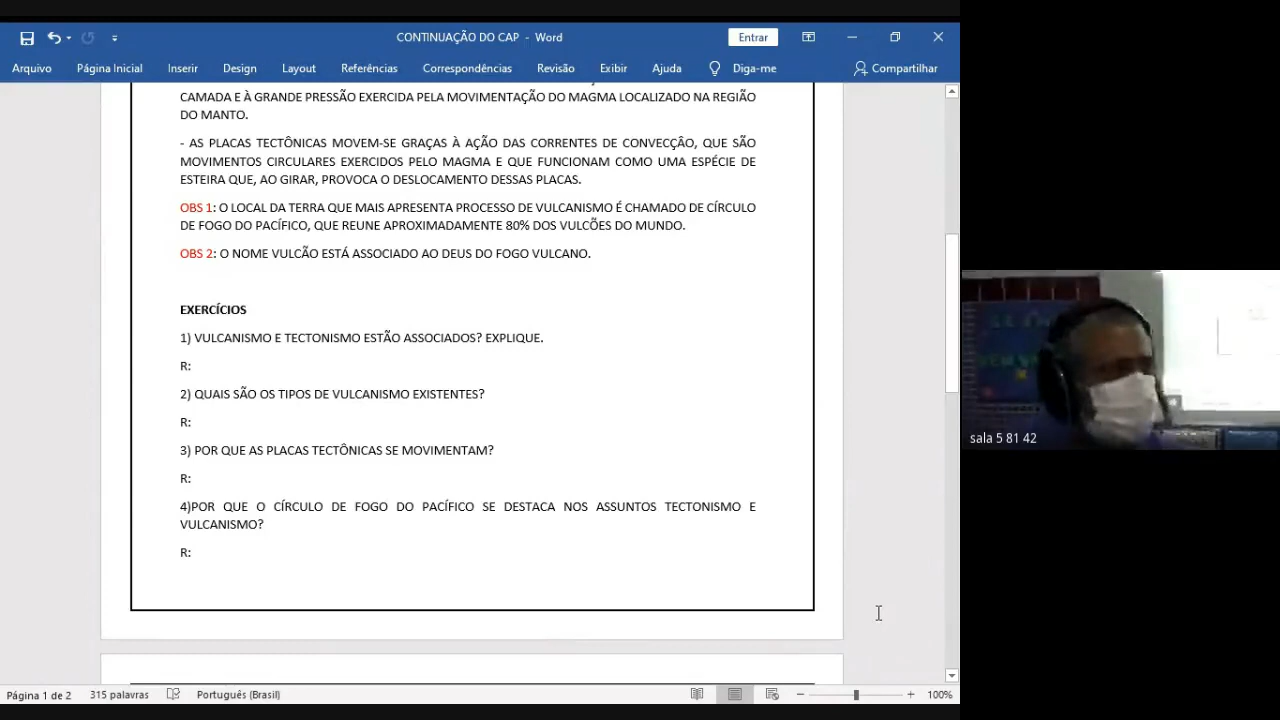 CONTINUAÇÃO DO CAP - Word
Entrar
Arquivo
Página Inicial
Inserir
Design
Layout
Referências
Correspondências
Revisão
Exibir
Ajuda
Diga-me
Compartilhar
CAMADA E À GRANDE PRESSÃO EXERCIDA PELA MOVIMENTAÇÃO DO MAGMA LOCALIZADO NA REGIÃO
DO MANTO.
- AS PLACAS TECTÔNICAS MOVEM-SE GRAÇAS À AÇÃO DAS CORRENTES DE CONVECÇÂO, QUE SÃO
MOVIMENTOS CIRCULARES EXERCIDOS PELO MAGMA E QUE FUNCIONAM COMO UMA ESPÉCIE DE
ESTEIRA QUE, AO GIRAR, PROVOCA O DESLOCAMENTO DESSAS PLACAS.
OBS 1: O LOCAL DA TERRA QUE MAIS APRESENTA PROCESSO DE VULCANISMO É CHAMADO DE CÍRCULO
DE FOGO DO PACÍFICO, QUE REUNE APROXIMADAMENTE 80% DOS VULCÕES DO MUNDO.
OBS 2: O NOME VULCÃO ESTÁ ASSOCIADO AO DEUS DO FOGO VULCANO.
EXERCÍCIOS
1) VULCANISMO E TECTONISMO ESTÃO ASSOCIADOS? EXPLIQUE.
R:
2) QUAIS SÃO OS TIPOS DE VULCANISMO EXISTENTES?
R:
3) POR QUE AS PLACAS TECTÔNICAS SE MOVIMENTAM?
R:
4)POR QUE O CÍRCULO DE FOGO DO PACÍFICO SE DESTACA NOS ASSUNTOS TECTONISMO E
VULCANISMO?
R:
sala 5 81 42
Página 1 de 2
315 palavras
Português (Brasil)
100%